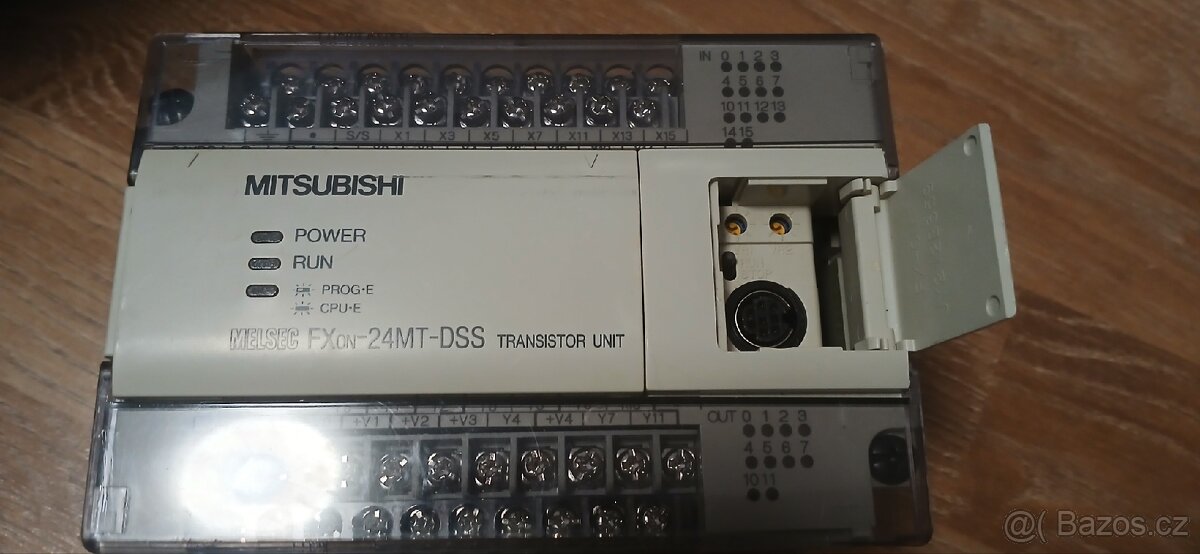 IN 0 1 2 3
4 5 6 7
10 11 12 13
14 15
S/S X1 X3 X5 X7 X11 X13 X15
MITSUBISHI
POWER
RUN
PROG·E
CPU·E
MELSEC FX0N-24MT-DSS TRANSISTOR UNIT
RUN
STOP
+V1 +V2 +V3 Y4 +V4 Y7 Y11
OUT 0 1 2 3
4 5 6 7
10 11
@( Bazos.cz